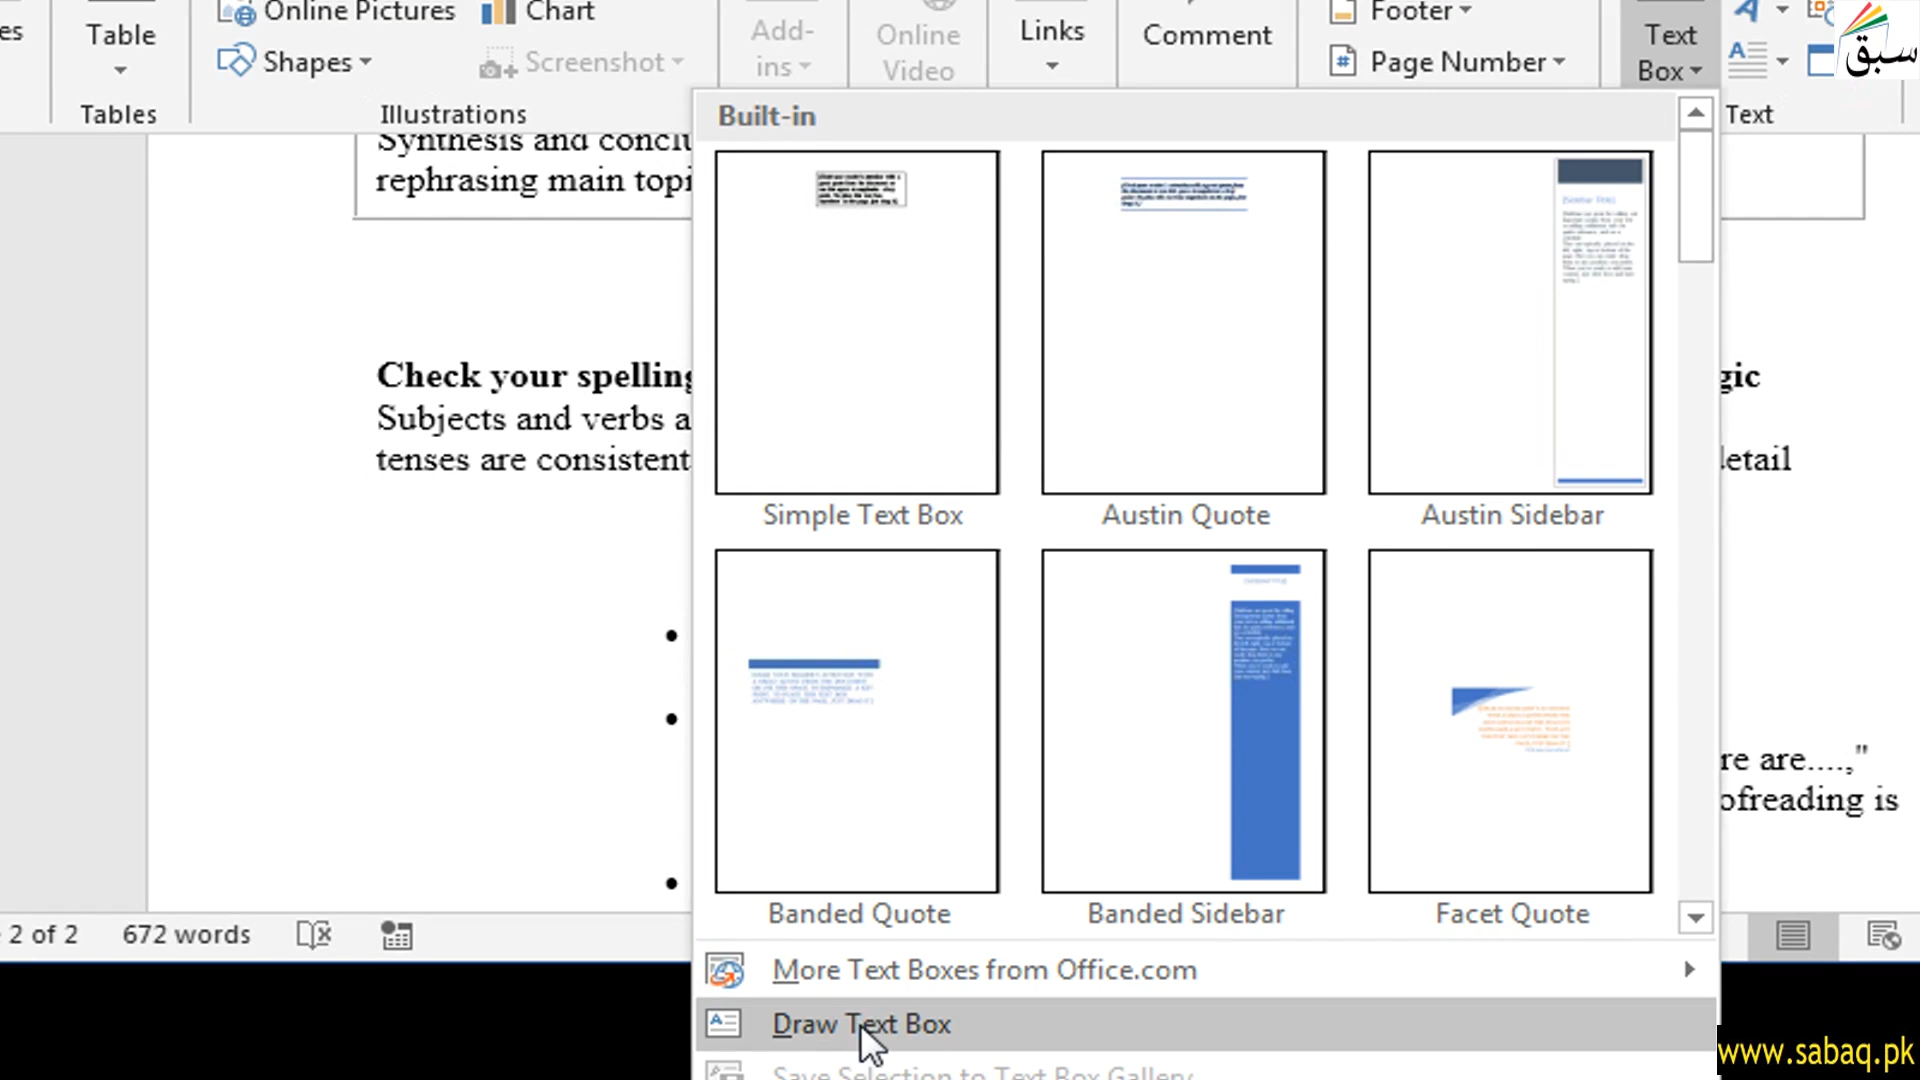 es
Table
Tables
Online Pictures
Shapes
Chart
Screenshot
Illustrations
Add-
ins
Online
Video
Links
Comment
Footer
Page Number
Text
Box
Text
سبق
Synthesis and conclu
rephrasing main topi
Check your spelling
gic
Subjects and verbs a
tenses are consistent
etail
re are....,"
ofreading is
Built-in
Simple Text Box
Austin Quote
Austin Sidebar
Banded Quote
Banded Sidebar
Facet Quote
More Text Boxes from Office.com
Draw Text Box
Save Selection to Text Box Gallery
2 of 2
672 words
www.sabaq.pk